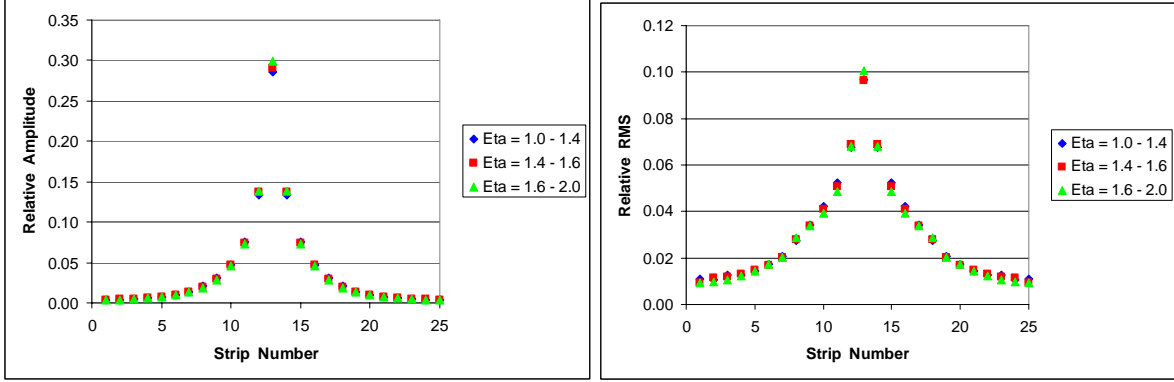 0.35
0.30
0.25
0.20
0.15
0.10
0.05
0.00
0 5 10 15 20 25
Strip Number
Relative Amplitude
Eta = 1.0 - 1.4
Eta = 1.4 - 1.6
Eta = 1.6 - 2.0
0.12
0.10
0.08
0.06
0.04
0.02
0.00
0 5 10 15 20 25
Strip Number
Relative RMS
Eta = 1.0 - 1.4
Eta = 1.4 - 1.6
Eta = 1.6 - 2.0